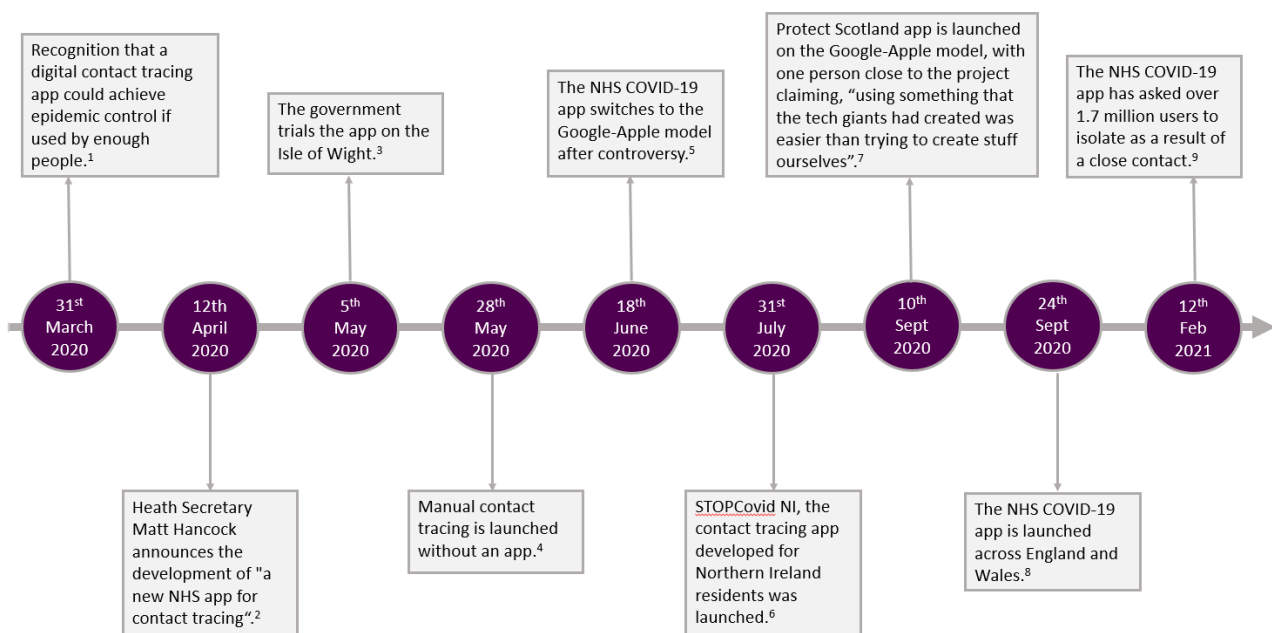 Recognition that a
digital contact tracing
app could achieve
epidemic control if
used by enough
people.¹
The government
trials the app on the
Isle of Wight.³
The NHS COVID-19
app switches to the
Google-Apple model
after controversy.⁵
Protect Scotland app is launched
on the Google-Apple model, with
one person close to the project
claiming, “using something that
the tech giants had created was
easier than trying to create stuff
ourselves”.⁷
The NHS COVID-19
app has asked over
1.7 million users to
isolate as a result of
a close contact.⁹
31st
March
2020
12th
April
2020
5th
May
2020
28th
May
2020
18th
June
2020
31st
July
2020
10th
Sept
2020
24th
Sept
2020
12th
Feb
2021
Heath Secretary
Matt Hancock
announces the
development of "a
new NHS app for
contact tracing“.²
Manual contact
tracing is launched
without an app.⁴
STOPCovid NI, the
contact tracing app
developed for
Northern Ireland
residents was
launched.⁶
The NHS COVID-19
app is launched
across England and
Wales.⁸